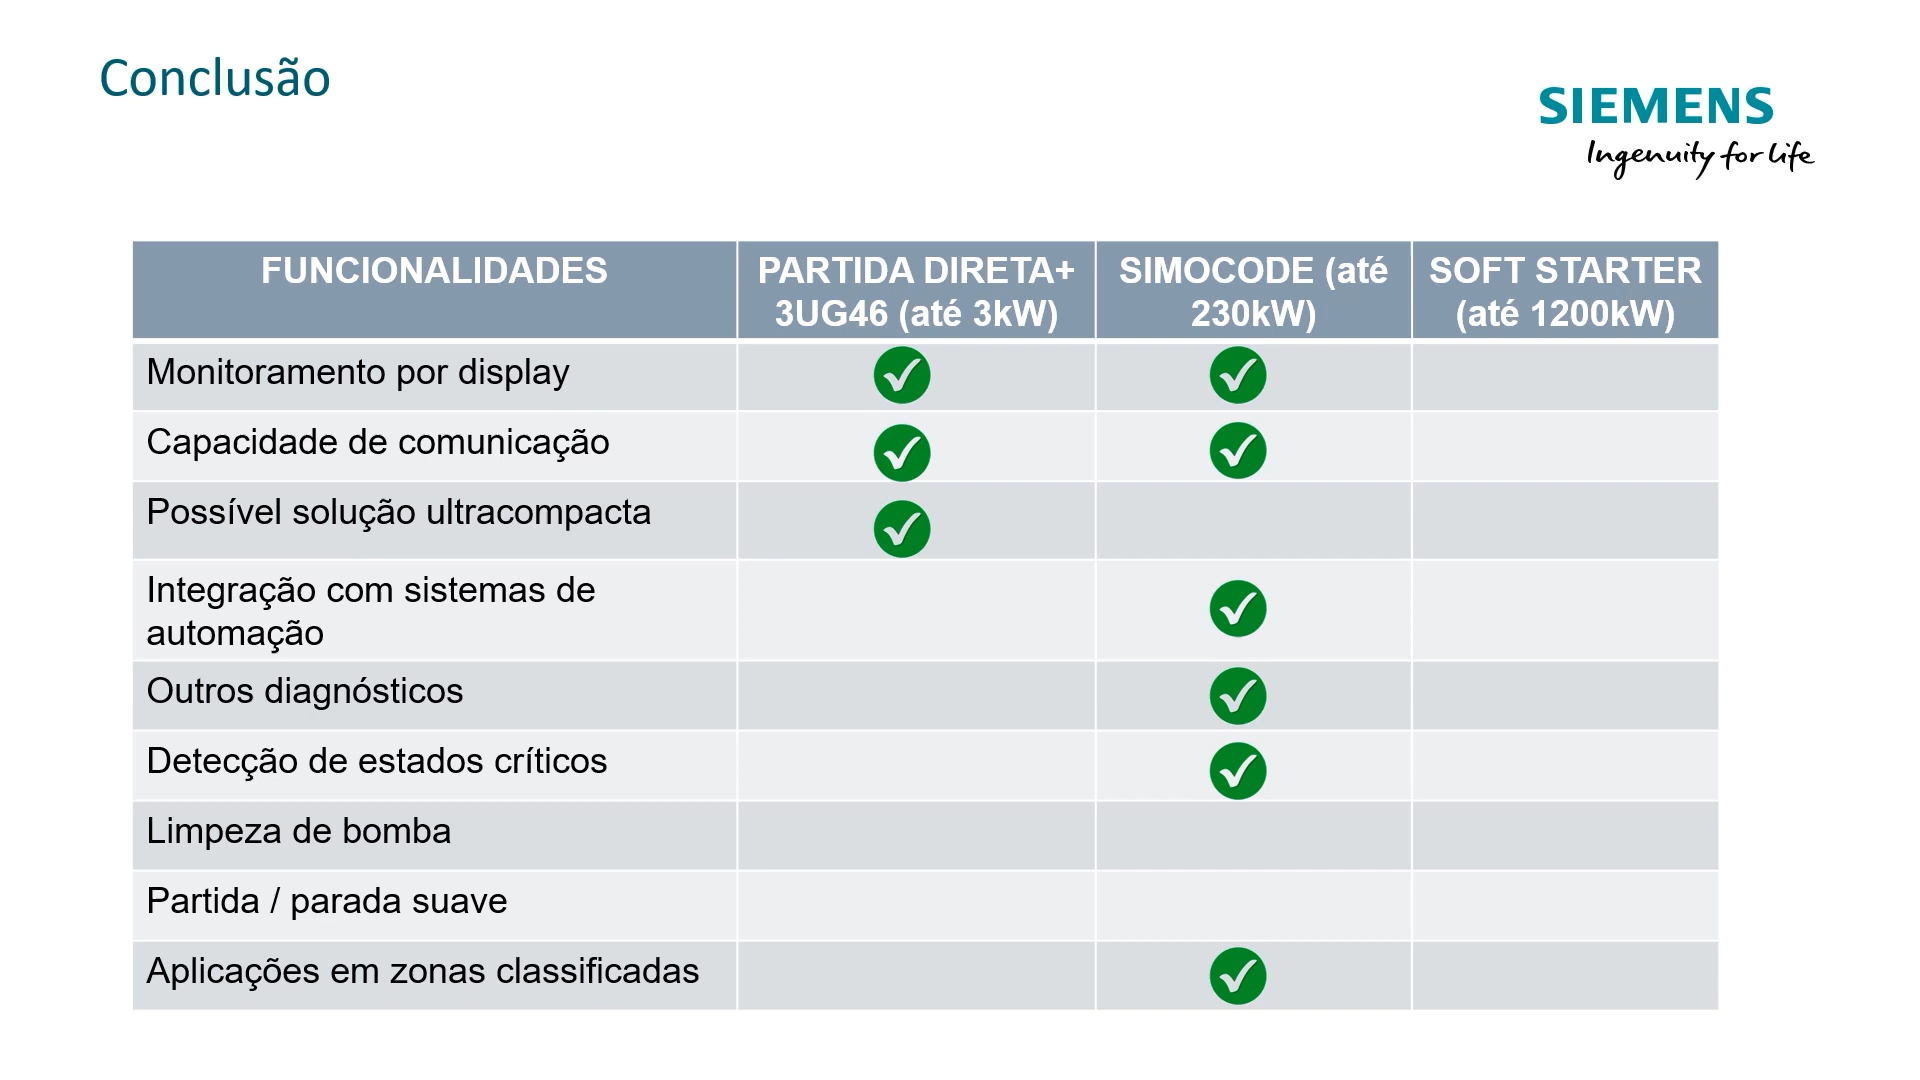 Conclusão
SIEMENS
Ingenuity for life
FUNCIONALIDADES
PARTIDA DIRETA+
3UG46 (até 3kW)
SIMOCODE (até
230kW)
SOFT STARTER
(até 1200kW)
Monitoramento por display
Capacidade de comunicação
Possível solução ultracompacta
Integração com sistemas de
automação
Outros diagnósticos
Detecção de estados críticos
Limpeza de bomba
Partida / parada suave
Aplicações em zonas classificadas